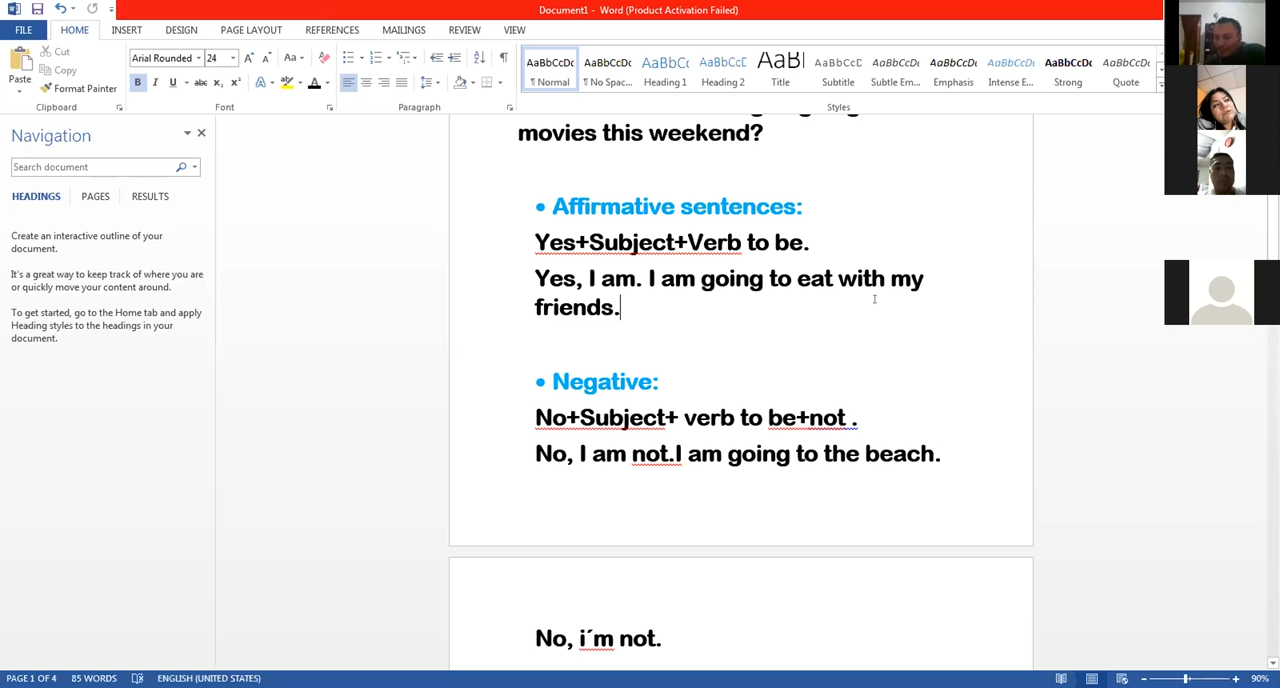 Document1 - Word (Product Activation Failed)
FILE HOME INSERT DESIGN PAGE LAYOUT REFERENCES MAILINGS REVIEW VIEW
Paste
Cut
Copy
Format Painter
Clipboard
Arial Rounded 24
Font
Paragraph
AaBbCcDc AaBbCcDc AaBbCc AaBbCcD AaBI AaBbCcD AaBbCcDt AaBbCcDt AaBbCcDt AaBbCcDc AaBbCcDt
¶ Normal ¶ No Spac... Heading 1 Heading 2 Title Subtitle Subtle Em... Emphasis Intense E... Strong Quote
Styles
Navigation
Search document
HEADINGS PAGES RESULTS
Create an interactive outline of your
document.
It's a great way to keep track of where you are
or quickly move your content around.
To get started, go to the Home tab and apply
Heading styles to the headings in your
document.
movies this weekend?
• Affirmative sentences:
Yes+Subject+Verb to be.
Yes, I am. I am going to eat with my
friends.
• Negative:
No+Subject+ verb to be+not .
No, I am not.I am going to the beach.
No, i´m not.
PAGE 1 OF 4 85 WORDS ENGLISH (UNITED STATES) 90%